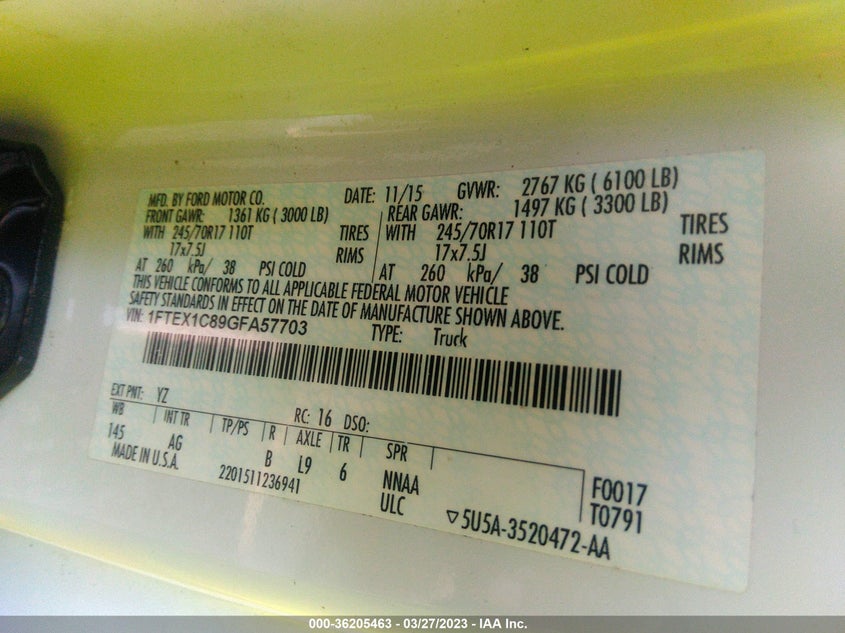 MFD. BY FORD MOTOR CO. DATE: 11/15 GVWR: 2767 KG ( 6100 LB)
FRONT GAWR: 1361 KG ( 3000 LB) REAR GAWR: 1497 KG ( 3300 LB)
WITH 245/70R17 110T TIRES WITH 245/70R17 110T TIRES
17x7.5J RIMS 17x7.5J RIMS
AT 260 kPa/ 38 PSI COLD AT 260 kPa/ 38 PSI COLD
THIS VEHICLE CONFORMS TO ALL APPLICABLE FEDERAL MOTOR VEHICLE
SAFETY STANDARDS IN EFFECT ON THE DATE OF MANUFACTURE SHOWN ABOVE.
VIN: 1FTEX1C89GFA57703 TYPE: Truck
EXT PNT: YZ RC: 16 DSO:
WB INT TR TP/PS R AXLE TR SPR
145 AG B L9 6 NNAA F0017
MADE IN U.S.A. 2201511236941 ULC T0791
▽5U5A-3520472-AA
000-36205463 - 03/27/2023 - IAA Inc.